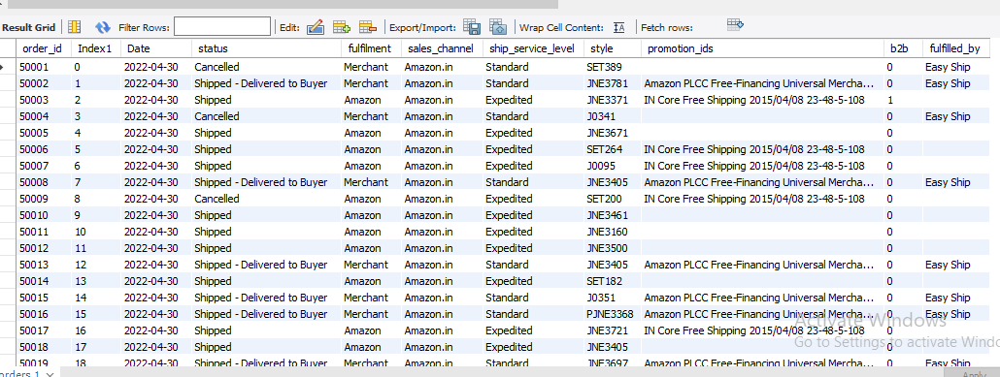 Result Grid Filter Rows: Edit: Export/Import: Wrap Cell Content: IA Fetch rows:
order_id Index1 Date status fulfilment sales_channel ship_service_level style promotion_ids b2b fulfilled_by
50001 0 2022-04-30 Cancelled Merchant Amazon.in Standard SET389 0 Easy Ship
50002 1 2022-04-30 Shipped - Delivered to Buyer Merchant Amazon.in Standard JNE3781 Amazon PLCC Free-Financing Universal Mercha... 0 Easy Ship
50003 2 2022-04-30 Shipped Amazon Amazon.in Expedited JNE3371 IN Core Free Shipping 2015/04/08 23-48-5-108 1
50004 3 2022-04-30 Cancelled Merchant Amazon.in Standard J0341 0 Easy Ship
50005 4 2022-04-30 Shipped Amazon Amazon.in Expedited JNE3671 0
50006 5 2022-04-30 Shipped Amazon Amazon.in Expedited SET264 IN Core Free Shipping 2015/04/08 23-48-5-108 0
50007 6 2022-04-30 Shipped Amazon Amazon.in Expedited J0095 IN Core Free Shipping 2015/04/08 23-48-5-108 0
50008 7 2022-04-30 Shipped - Delivered to Buyer Merchant Amazon.in Standard JNE3405 Amazon PLCC Free-Financing Universal Mercha... 0 Easy Ship
50009 8 2022-04-30 Cancelled Amazon Amazon.in Expedited SET200 IN Core Free Shipping 2015/04/08 23-48-5-108 0
50010 9 2022-04-30 Shipped Amazon Amazon.in Expedited JNE3461 0
50011 10 2022-04-30 Shipped Amazon Amazon.in Expedited JNE3160 0
50012 11 2022-04-30 Shipped Amazon Amazon.in Expedited JNE3500 0
50013 12 2022-04-30 Shipped - Delivered to Buyer Merchant Amazon.in Standard JNE3405 Amazon PLCC Free-Financing Universal Mercha... 0 Easy Ship
50014 13 2022-04-30 Shipped Amazon Amazon.in Expedited SET182 0
50015 14 2022-04-30 Shipped - Delivered to Buyer Merchant Amazon.in Standard J0351 Amazon PLCC Free-Financing Universal Mercha... 0 Easy Ship
50016 15 2022-04-30 Shipped - Delivered to Buyer Merchant Amazon.in Standard PJNE3368 Amazon PLCC Free-Financing Universal Mercha... 0 Easy Ship
Activate Windows
50017 16 2022-04-30 Shipped Amazon Amazon.in Expedited JNE3721 IN Core Free Shipping 2015/04/08 23-48-5-108 0
50018 17 2022-04-30 Shipped Amazon Amazon.in Expedited JNE3405 0
Go to Settings to activate Windo
50019 18 2022-04-30 Shipped - Delivered to Buyer Merchant Amazon.in Standard JNE3697 Amazon PLCC Free-Financing Universal Mercha... 0 Easy Ship
orders 1 Apply